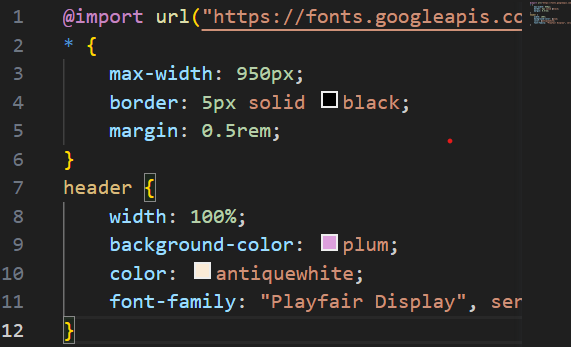 1 @import url("https://fonts.googleapis.co
2 * {
3 max-width: 950px;
4 border: 5px solid black;
5 margin: 0.5rem;
6 }
7 header {
8 width: 100%;
9 background-color: plum;
10 color: antiquewhite;
11 font-family: "Playfair Display", ser
12 }